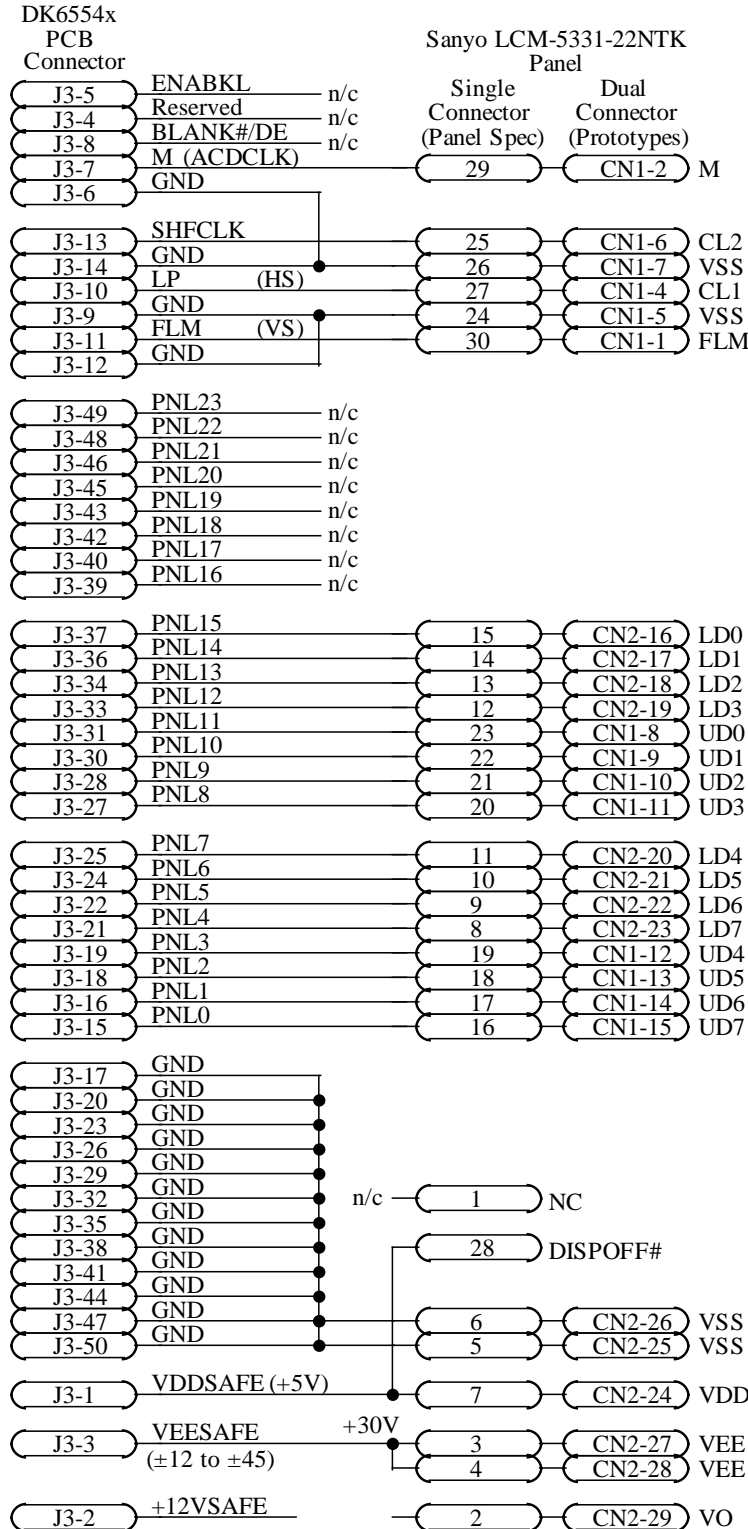 DK6554x
PCB
Connector
Sanyo LCM-5331-22NTK
Panel
Single
Connector
(Panel Spec)
Dual
Connector
(Prototypes)
J3-5 ENABKL n/c
J3-4 Reserved n/c
J3-8 BLANK#/DE n/c
J3-7 M (ACDCLK) 29 CN1-2 M
J3-6 GND
J3-13 SHFCLK 25 CN1-6 CL2
J3-14 GND 26 CN1-7 VSS
J3-10 LP (HS) 27 CN1-4 CL1
J3-9 GND 24 CN1-5 VSS
J3-11 FLM (VS) 30 CN1-1 FLM
J3-12 GND
J3-49 PNL23 n/c
J3-48 PNL22 n/c
J3-46 PNL21 n/c
J3-45 PNL20 n/c
J3-43 PNL19 n/c
J3-42 PNL18 n/c
J3-40 PNL17 n/c
J3-39 PNL16 n/c
J3-37 PNL15 15 CN2-16 LD0
J3-36 PNL14 14 CN2-17 LD1
J3-34 PNL13 13 CN2-18 LD2
J3-33 PNL12 12 CN2-19 LD3
J3-31 PNL11 23 CN1-8 UD0
J3-30 PNL10 22 CN1-9 UD1
J3-28 PNL9 21 CN1-10 UD2
J3-27 PNL8 20 CN1-11 UD3
J3-25 PNL7 11 CN2-20 LD4
J3-24 PNL6 10 CN2-21 LD5
J3-22 PNL5 9 CN2-22 LD6
J3-21 PNL4 8 CN2-23 LD7
J3-19 PNL3 19 CN1-12 UD4
J3-18 PNL2 18 CN1-13 UD5
J3-16 PNL1 17 CN1-14 UD6
J3-15 PNL0 16 CN1-15 UD7
J3-17 GND
J3-20 GND
J3-23 GND
J3-26 GND
J3-29 GND
J3-32 GND n/c 1 NC
J3-35 GND
J3-38 GND 28 DISPOFF#
J3-41 GND
J3-44 GND
J3-47 GND 6 CN2-26 VSS
J3-50 GND 5 CN2-25 VSS
J3-1 VDDSAFE (+5V) 7 CN2-24 VDD
J3-3 VEESAFE +30V 3 CN2-27 VEE
(±12 to ±45) 4 CN2-28 VEE
J3-2 +12VSAFE 2 CN2-29 VO